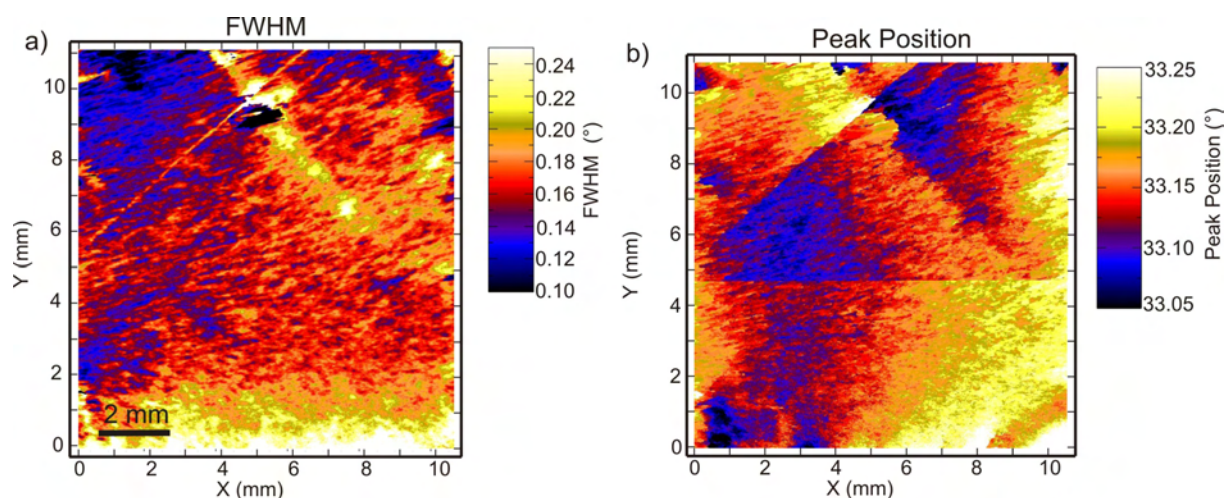 a)
FWHM
10
8
6
4
2
0
Y (mm)
2 mm
0 2 4 6 8 10
X (mm)
0.24
0.22
0.20
0.18
0.16
0.14
0.12
0.10
FWHM (°)
b)
Peak Position
10
8
6
4
2
0
Y (mm)
0 2 4 6 8 10
X (mm)
33.25
33.20
33.15
33.10
33.05
Peak Position (°)